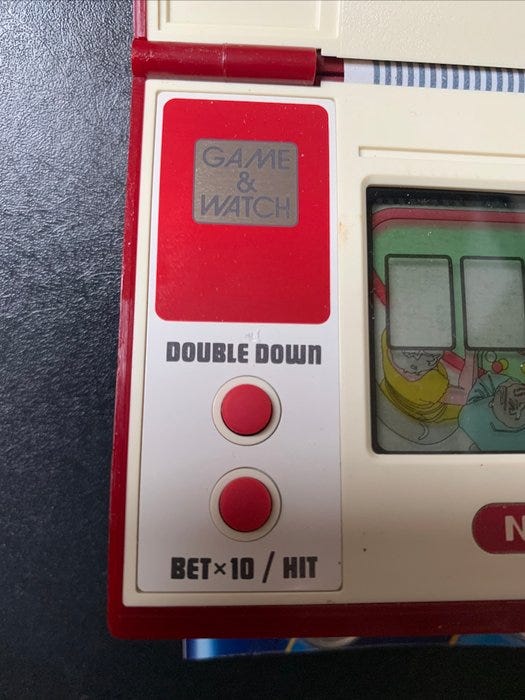 GAME
&
WATCH
DOUBLE DOWN
N
BET×10 / HIT